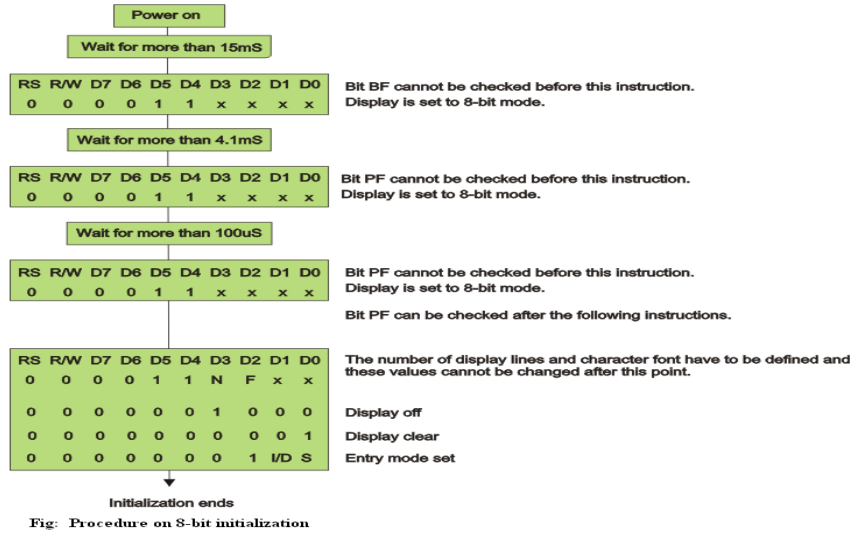 Power on
Wait for more than 15mS
RS R/W D7 D6 D5 D4 D3 D2 D1 D0 Bit BF cannot be checked before this instruction.
0 0 0 0 1 1 x x x x Display is set to 8-bit mode.
Wait for more than 4.1mS
RS R/W D7 D6 D5 D4 D3 D2 D1 D0 Bit PF cannot be checked before this instruction.
0 0 0 0 1 1 x x x x Display is set to 8-bit mode.
Wait for more than 100uS
RS R/W D7 D6 D5 D4 D3 D2 D1 D0 Bit PF cannot be checked before this instruction.
0 0 0 0 1 1 x x x x Display is set to 8-bit mode.
Bit PF can be checked after the following instructions.
RS R/W D7 D6 D5 D4 D3 D2 D1 D0 The number of display lines and character font have to be defined and
0 0 0 0 1 1 N F x x these values cannot be changed after this point.
0 0 0 0 0 0 1 0 0 0 Display off
0 0 0 0 0 0 0 0 0 1 Display clear
0 0 0 0 0 0 0 1 I/D S Entry mode set
Initialization ends
Fig: Procedure on 8-bit initialization